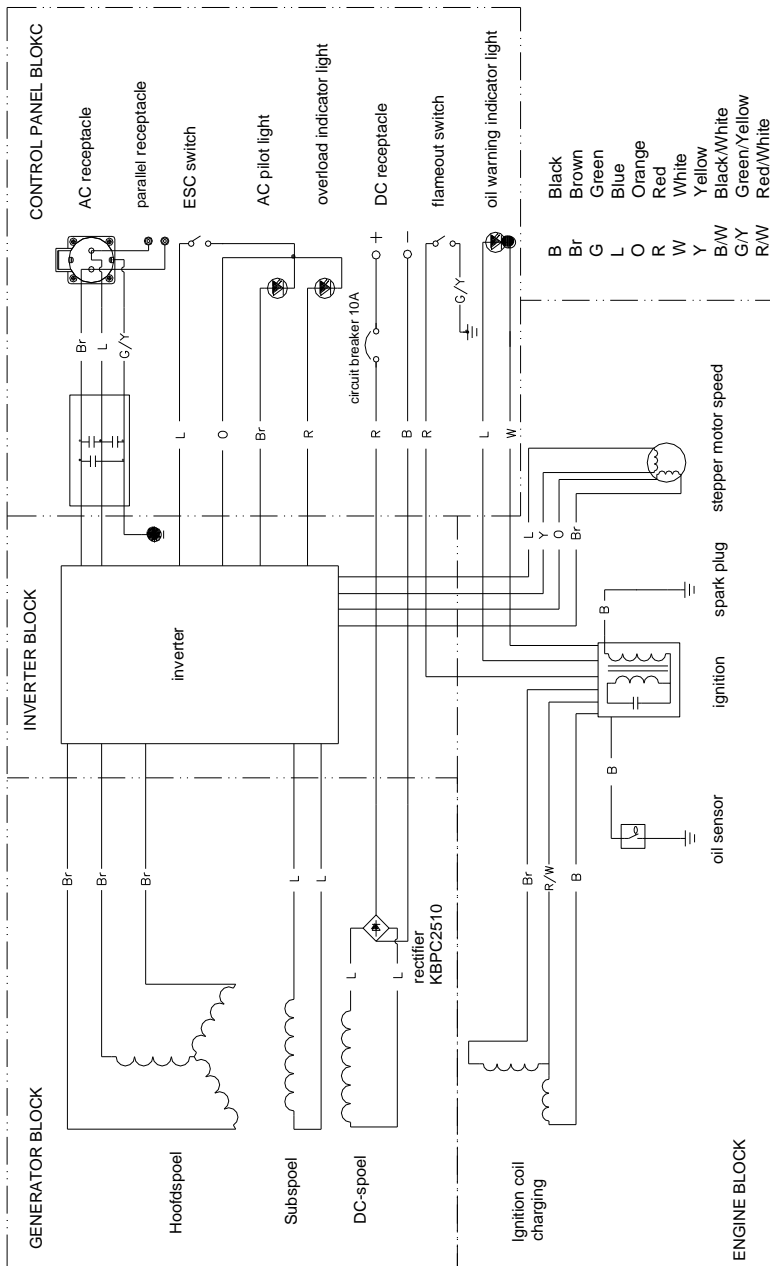 CONTROL PANEL BLOKC
AC receptacle
parallel receptacle
ESC switch
AC pilot light
overload indicator light
DC receptacle
flameout switch
oil warning indicator light
Br
L
G/Y
L
O
Br
R
circuit breaker 10A
+
−
R
B
R
G/Y
L
W
B Black
Br Brown
G Green
L Blue
O Orange
R Red
W White
Y Yellow
B/W Black/White
G/Y Green/Yellow
R/W Red/White
INVERTER BLOCK
inverter
L
Y
O
Br
stepper motor speed
B
spark plug
ignition
B
oil sensor
GENERATOR BLOCK
Br
Br
Br
L
L
L
L
rectifier
KBPC2510
Hoofdspoel
Subspoel
DC-spoel
Br
R/W
B
Ignition coil
charging
ENGINE BLOCK